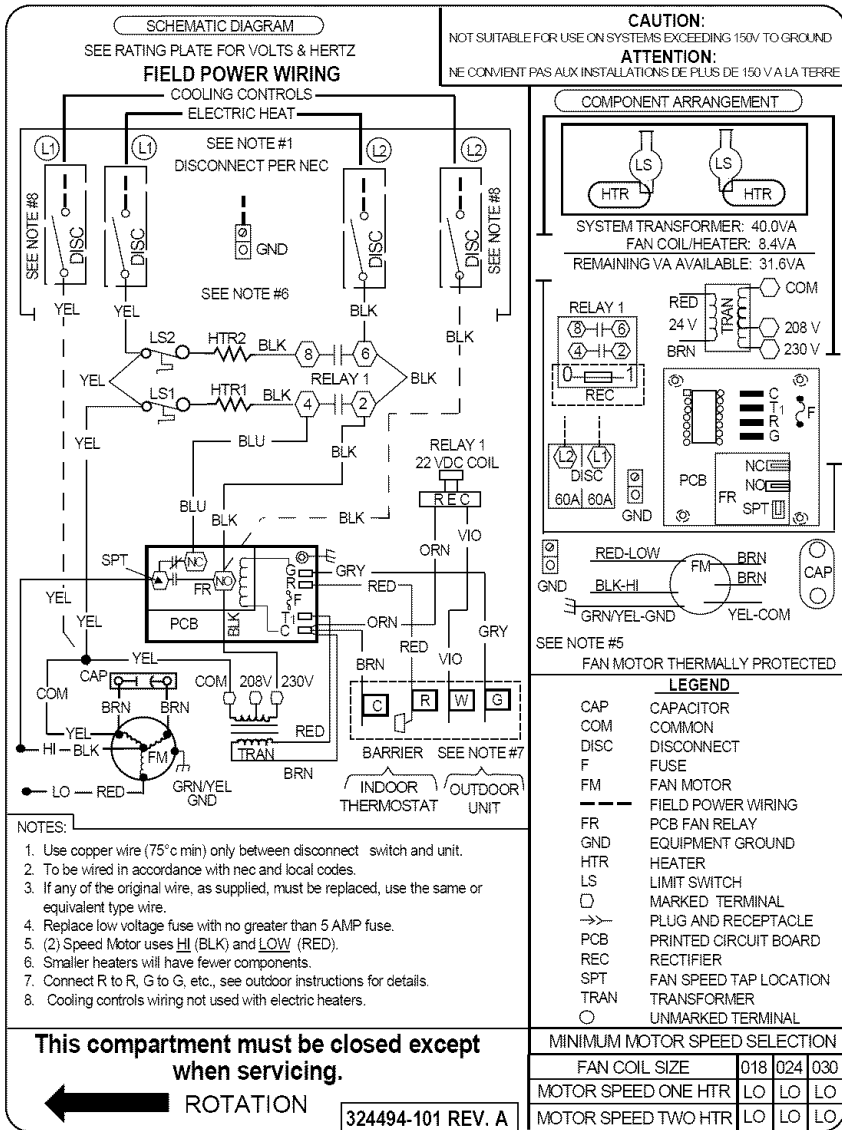 SCHEMATIC DIAGRAM
SEE RATING PLATE FOR VOLTS & HERTZ
FIELD POWER WIRING
COOLING CONTROLS
ELECTRIC HEAT
L1
L1
SEE NOTE #1
DISCONNECT PER NEC
L2
L2
SEE NOTE #8
DISC
DISC
GND
DISC
DISC
SEE NOTE #8
SEE NOTE #6
YEL
YEL
BLK
BLK
LS2
HTR2
BLK
8
6
RELAY 1
YEL
BLK
LS1
HTR1
BLK
4
2
YEL
BLU
BLK
RELAY 1
22 VDC COIL
REC
BLU
BLK
BLK
ORN
VIO
SPT
NC
FR
NO
G
R
F
T1
C
GRY
RED
PCB
BLK
ORN
YEL
YEL
BRN
RED
VIO
GRY
YEL
CAP
COM
COM
208V
230V
BRN
BRN
RED
C
R
W
G
YEL
HI
BLK
FM
TRAN
BRN
BARRIER
SEE NOTE #7
LO
RED
GRN/YEL
GND
INDOOR
THERMOSTAT
OUTDOOR
UNIT
NOTES:
1. Use copper wire (75°c min) only between disconnect switch and unit.
2. To be wired in accordance with nec and local codes.
3. If any of the original wire, as supplied, must be replaced, use the same or
equivalent type wire.
4. Replace low voltage fuse with no greater than 5 AMP fuse.
5. (2) Speed Motor uses HI (BLK) and LOW (RED).
6. Smaller heaters will have fewer components.
7. Connect R to R, G to G, etc., see outdoor instructions for details.
8. Cooling controls wiring not used with electric heaters.
This compartment must be closed except
when servicing.
ROTATION
324494-101 REV. A
CAUTION:
NOT SUITABLE FOR USE ON SYSTEMS EXCEEDING 150V TO GROUND
ATTENTION:
NE CONVIENT PAS AUX INSTALLATIONS DE PLUS DE 150 V A LA TERRE
COMPONENT ARRANGEMENT
LS
LS
HTR
HTR
SYSTEM TRANSFORMER: 40.0VA
FAN COIL/HEATER: 8.4VA
REMAINING VA AVAILABLE: 31.6VA
RELAY 1
8
6
4
2
0
1
REC
RED
24 V
BRN
TRAN
COM
208 V
230 V
L2
L1
DISC
60A
60A
GND
C
T1
R
G
F
PCB
NC
NO
FR
SPT
GND
RED-LOW
BLK-HI
GRN/YEL-GND
FM
BRN
BRN
YEL-COM
CAP
SEE NOTE #5
FAN MOTOR THERMALLY PROTECTED
LEGEND
CAP CAPACITOR
COM COMMON
DISC DISCONNECT
F FUSE
FM FAN MOTOR
FIELD POWER WIRING
FR PCB FAN RELAY
GND EQUIPMENT GROUND
HTR HEATER
LS LIMIT SWITCH
MARKED TERMINAL
PLUG AND RECEPTACLE
PCB PRINTED CIRCUIT BOARD
REC RECTIFIER
SPT FAN SPEED TAP LOCATION
TRAN TRANSFORMER
UNMARKED TERMINAL
MINIMUM MOTOR SPEED SELECTION
FAN COIL SIZE 018 024 030
MOTOR SPEED ONE HTR LO LO LO
MOTOR SPEED TWO HTR LO LO LO